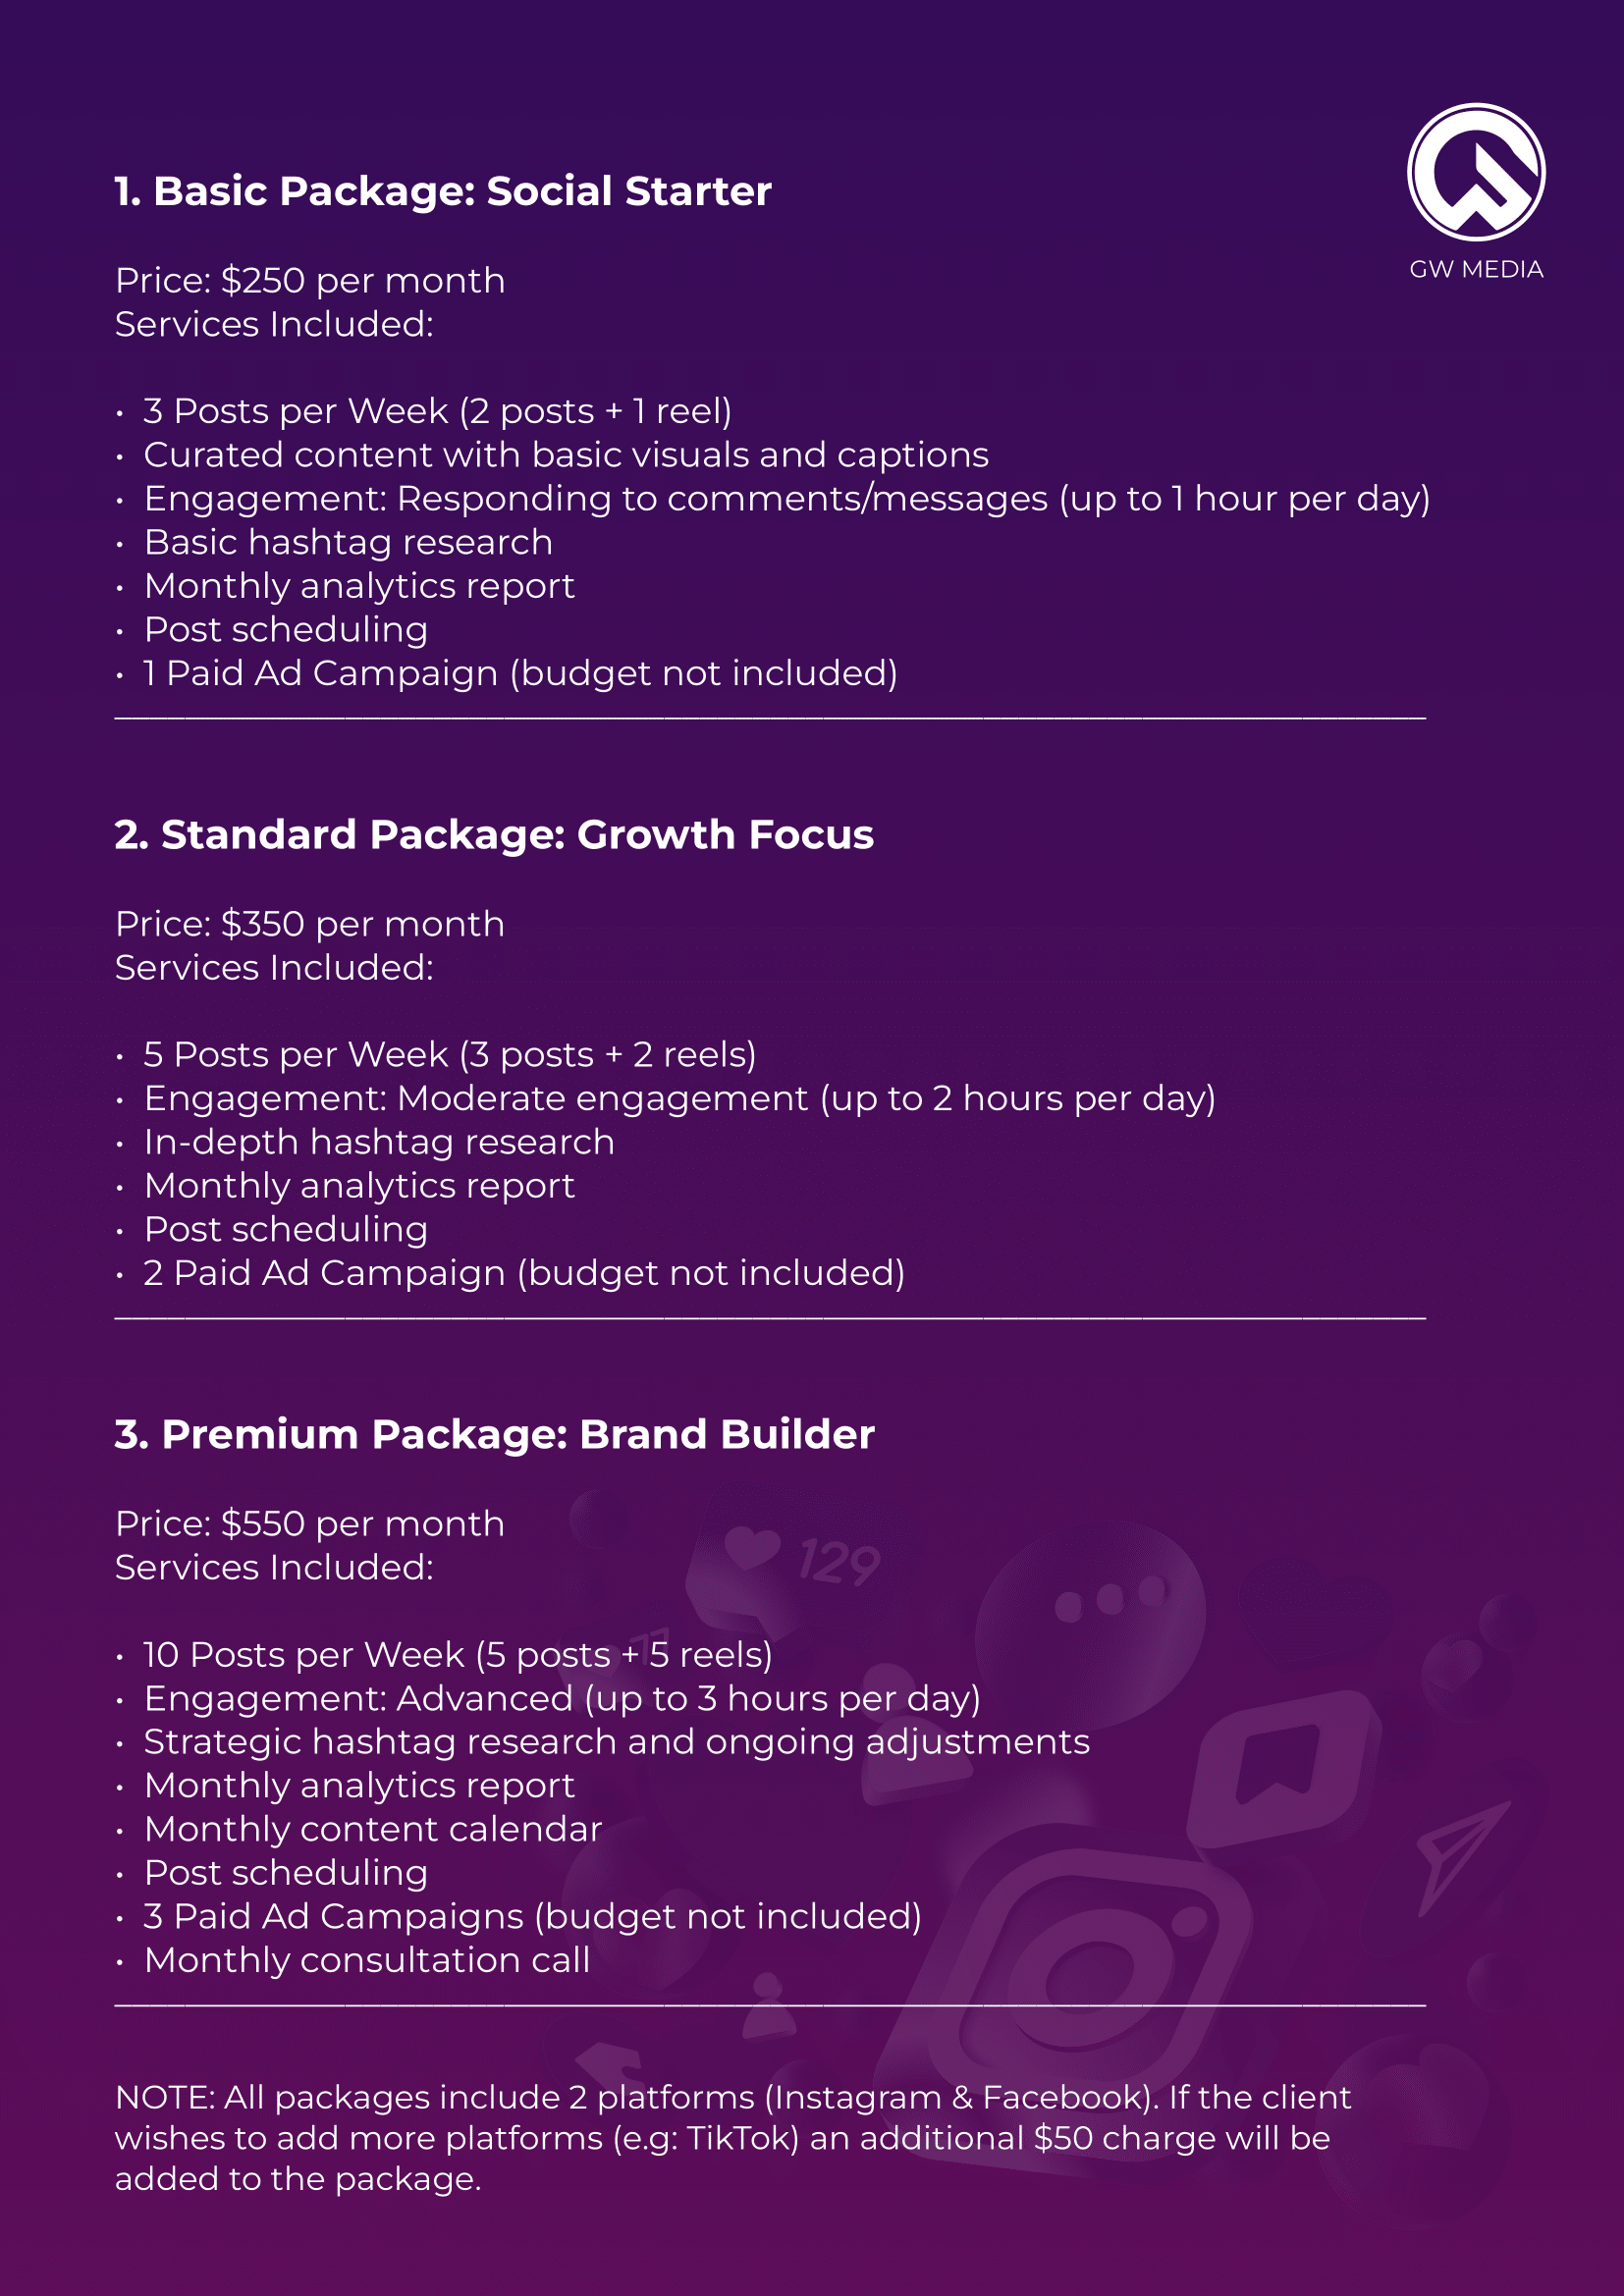 GW MEDIA
1. Basic Package: Social Starter
Price: $250 per month
Services Included:
• 3 Posts per Week (2 posts + 1 reel)
• Curated content with basic visuals and captions
• Engagement: Responding to comments/messages (up to 1 hour per day)
• Basic hashtag research
• Monthly analytics report
• Post scheduling
• 1 Paid Ad Campaign (budget not included)
2. Standard Package: Growth Focus
Price: $350 per month
Services Included:
• 5 Posts per Week (3 posts + 2 reels)
• Engagement: Moderate engagement (up to 2 hours per day)
• In-depth hashtag research
• Monthly analytics report
• Post scheduling
• 2 Paid Ad Campaign (budget not included)
3. Premium Package: Brand Builder
Price: $550 per month
Services Included:
129
77
• 10 Posts per Week (5 posts + 5 reels)
• Engagement: Advanced (up to 3 hours per day)
• Strategic hashtag research and ongoing adjustments
• Monthly analytics report
• Monthly content calendar
• Post scheduling
• 3 Paid Ad Campaigns (budget not included)
• Monthly consultation call
NOTE: All packages include 2 platforms (Instagram & Facebook). If the client
wishes to add more platforms (e.g: TikTok) an additional $50 charge will be
added to the package.